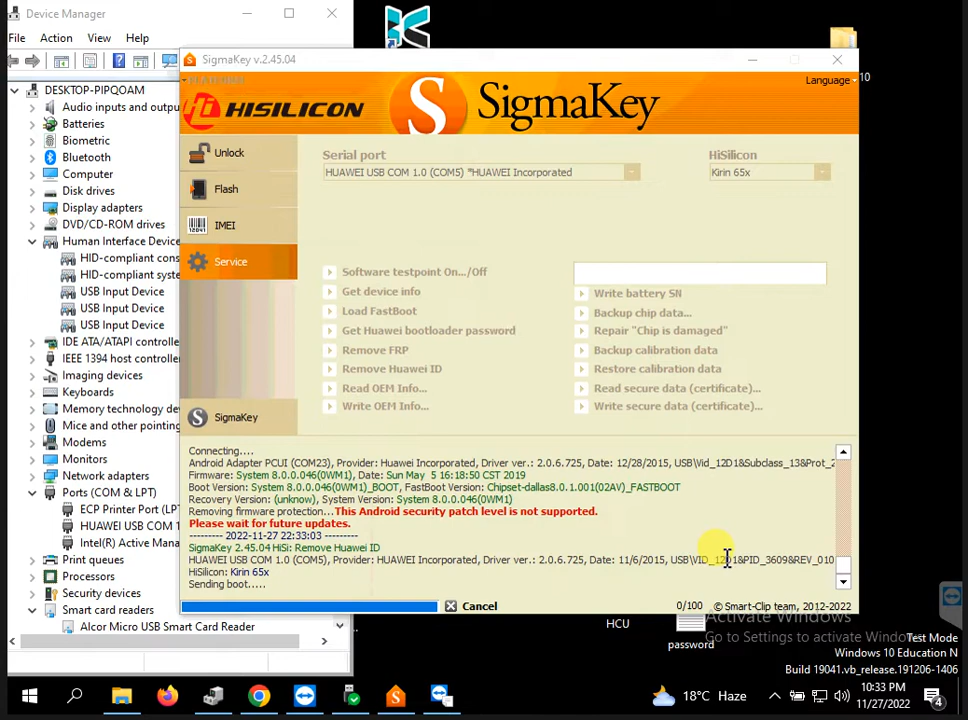 Device Manager
File Action View Help
DESKTOP-PIPQOAM
Audio inputs and outpu
Batteries
Biometric
Bluetooth
Computer
Disk drives
Display adapters
DVD/CD-ROM drives
Human Interface Device
HID-compliant cons
HID-compliant syste
USB Input Device
USB Input Device
USB Input Device
IDE ATA/ATAPI controlle
IEEE 1394 host controlle
Imaging devices
Keyboards
Memory technology de
Mice and other pointing
Modems
Monitors
Network adapters
Ports (COM & LPT)
ECP Printer Port (LPT
HUAWEI USB COM 1
Intel(R) Active Mana
Print queues
Processors
Security devices
Smart card readers
Alcor Micro USB Smart Card Reader
SigmaKey v.2.45.04
Language
HISILICON
S SigmaKey
Unlock
Flash
IMEI
Service
SigmaKey
Serial port
HUAWEI USB COM 1.0 (COM5) "HUAWEI Incorporated
HiSilicon
Kirin 65x
Software testpoint On.../Off
Get device info
Load FastBoot
Get Huawei bootloader password
Remove FRP
Remove Huawei ID
Read OEM Info...
Write OEM Info...
Write battery SN
Backup chip data...
Repair "Chip is damaged"
Backup calibration data
Restore calibration data
Read secure data (certificate)...
Write secure data (certificate)...
Connecting....
Android Adapter PCUI (COM23), Provider: Huawei Incorporated, Driver ver.: 2.0.6.725, Date: 12/28/2015, USB\Vid_12D1&Subclass_13&Prot_2
Firmware: System 8.0.0.046(0WM1), Date: Sun May 5 16:18:50 CST 2019
Boot Version: System 8.0.0.046(0WM1)_BOOT, FastBoot Version: Chipset-dallas8.0.1.001(02AV)_FASTBOOT
Recovery Version: (unknow), System Version: System 8.0.0.046(0WM1)
Removing firmware protection...This Android security patch level is not supported.
Please wait for future updates.
--------- 2022-11-27 22:33:03 ---------
SigmaKey 2.45.04 HiSi: Remove Huawei ID
HUAWEI USB COM 1.0 (COM5), Provider: HUAWEI Incorporated, Driver ver.: 2.0.6.725, Date: 11/6/2015, USB\VID_12D1&PID_3609&REV_010
HiSilicon: Kirin 65x
Sending boot.....
Cancel
0/100
© Smart-Clip team, 2012-2022
10
HCU
password
Activate Windows
Go to Settings to activate Windows.
Test Mode
Windows 10 Education N
Build 19041.vb_release.191206-1406
18°C Haze
10:33 PM
11/27/2022
4